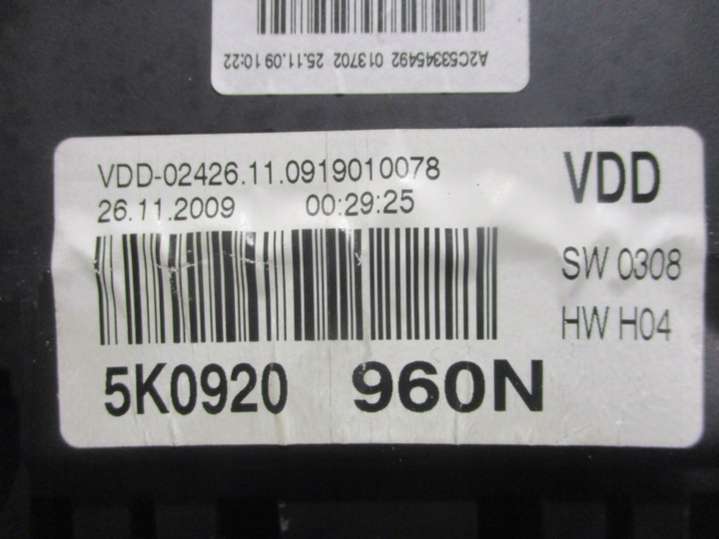 A2C53345492 013702 25.11.09 10:22
VDD-02426.11.0919010078
26.11.2009 00:29:25
VDD
SW 0308
HW H04
5K0920 960N